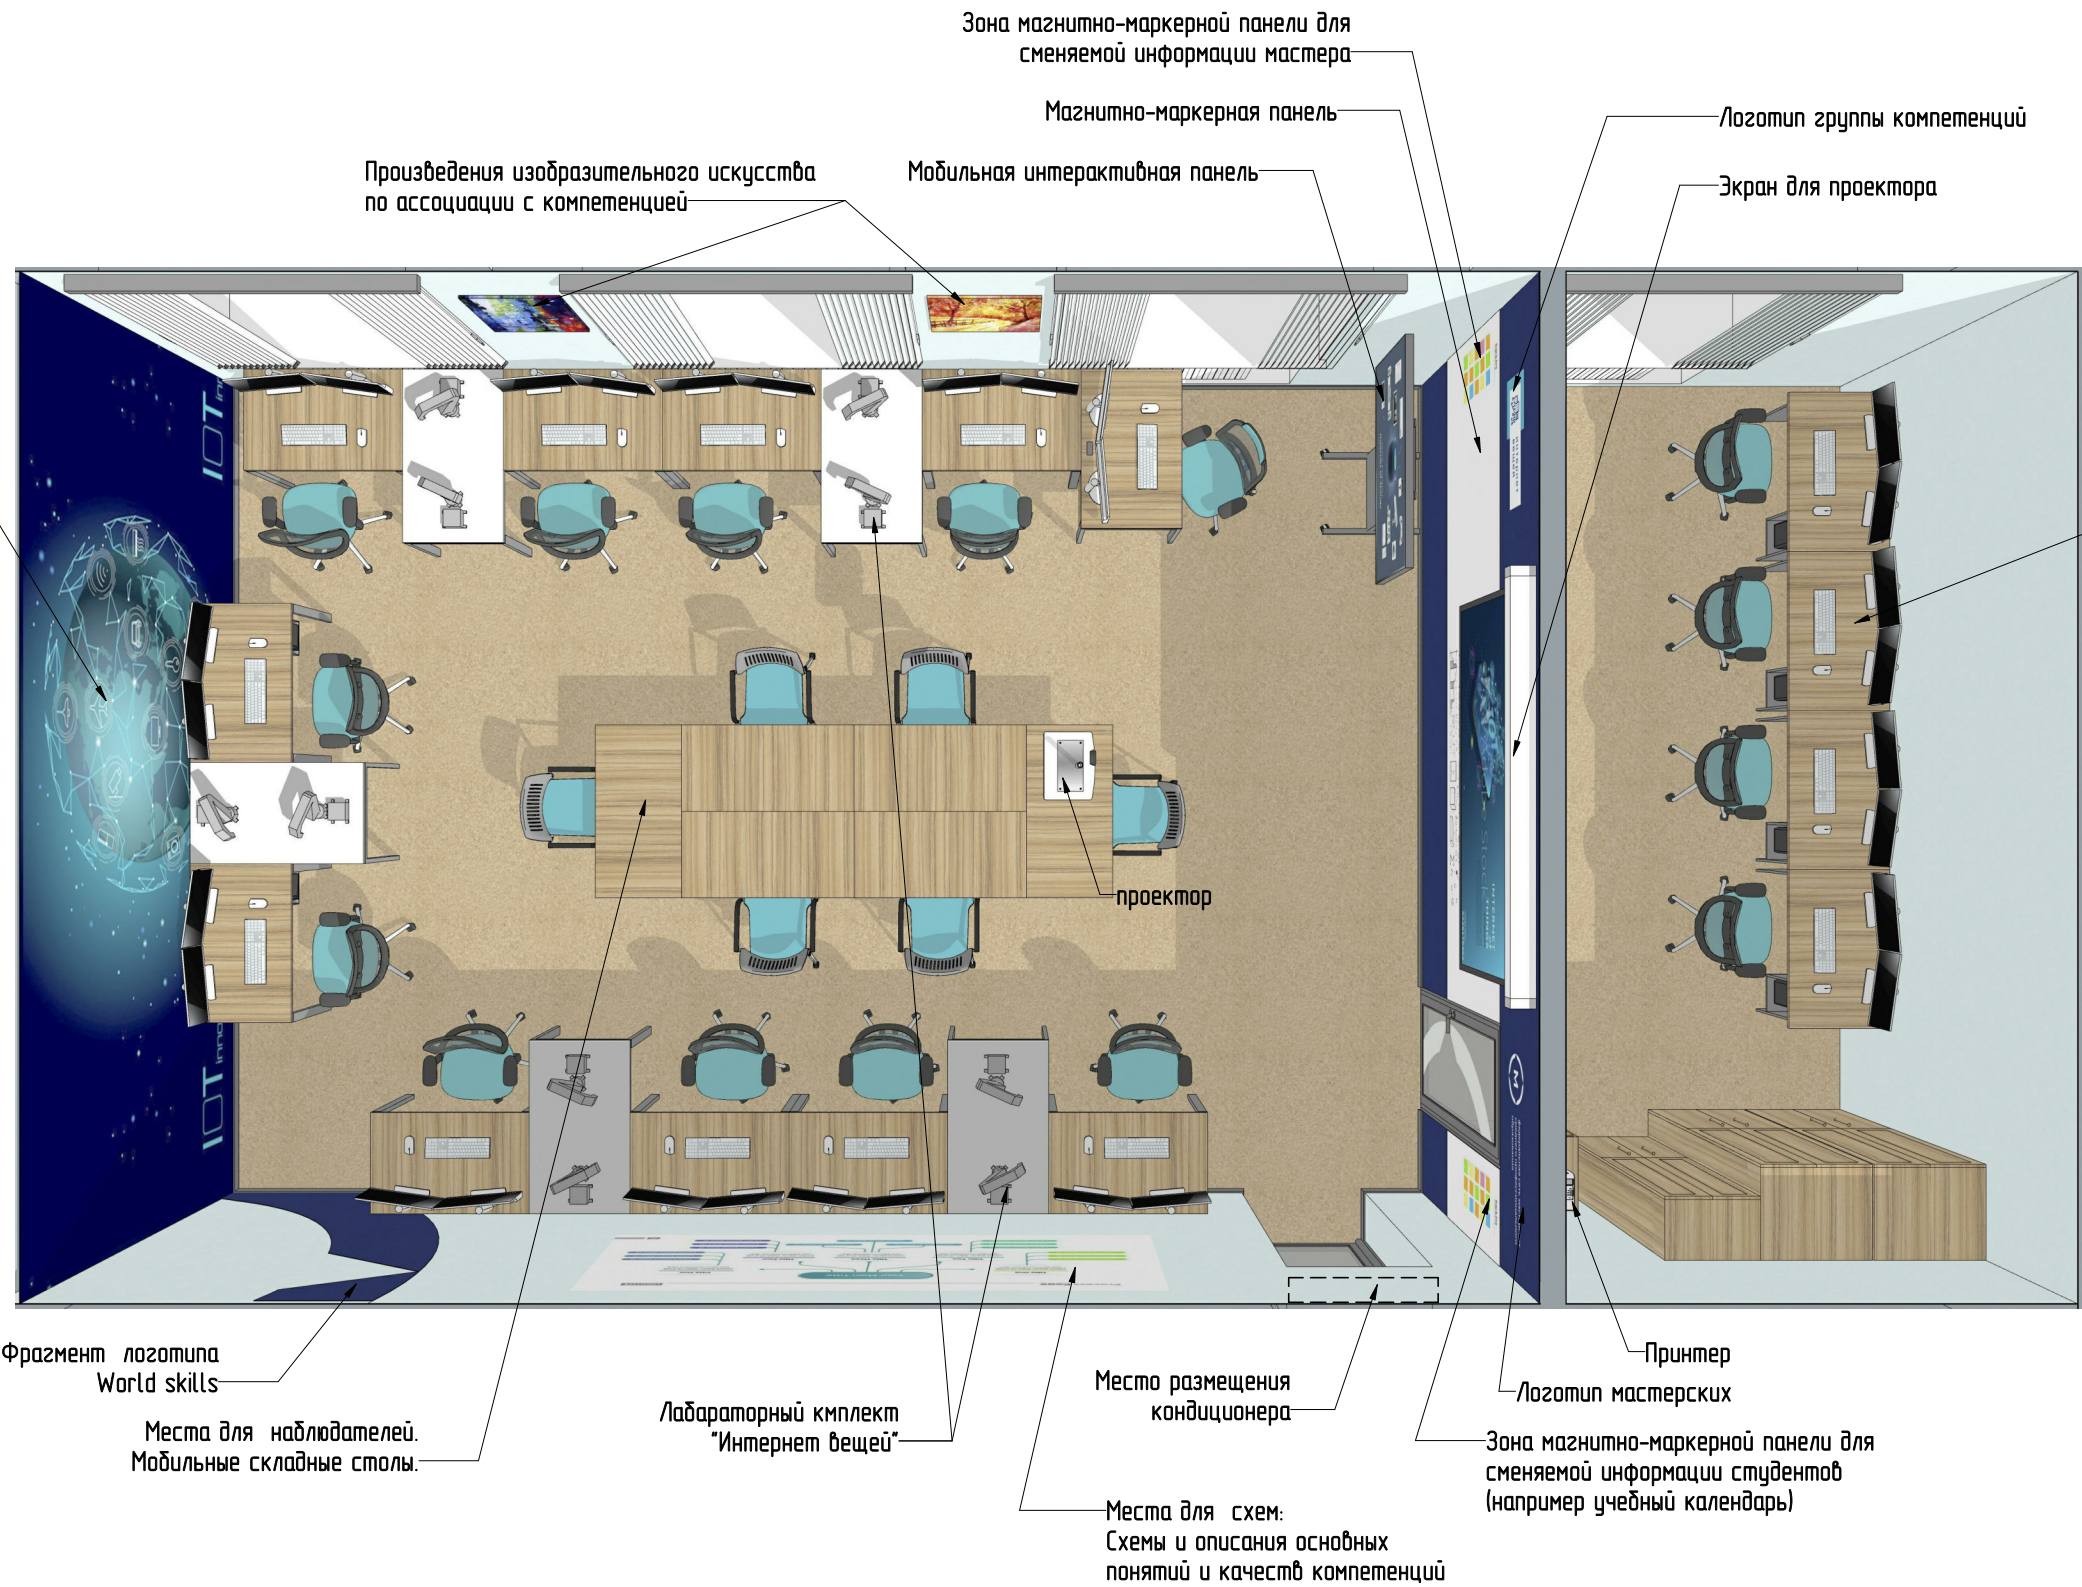 Зона магнитно-маркерной панели для
сменяемой информации мастера
Магнитно-маркерная панель
Логотип группы компетенций
Произведения изобразительного искусства
по ассоциации с компетенцией
Мобильная интерактивная панель
Экран для проектора
IOT
проектор
INTERNET
IOT
Фрагмент логотипа
World skills
Места для наблюдателей.
Мобильные складные столы.
Лабараторный кмплект
"Интернет вещей"
Место размещения
кондиционера
Принтер
Логотип мастерских
Зона магнитно-маркерной панели для
сменяемой информации студентов
(например учебный календарь)
Места для схем:
Схемы и описания основных
понятий и качеств компетенций